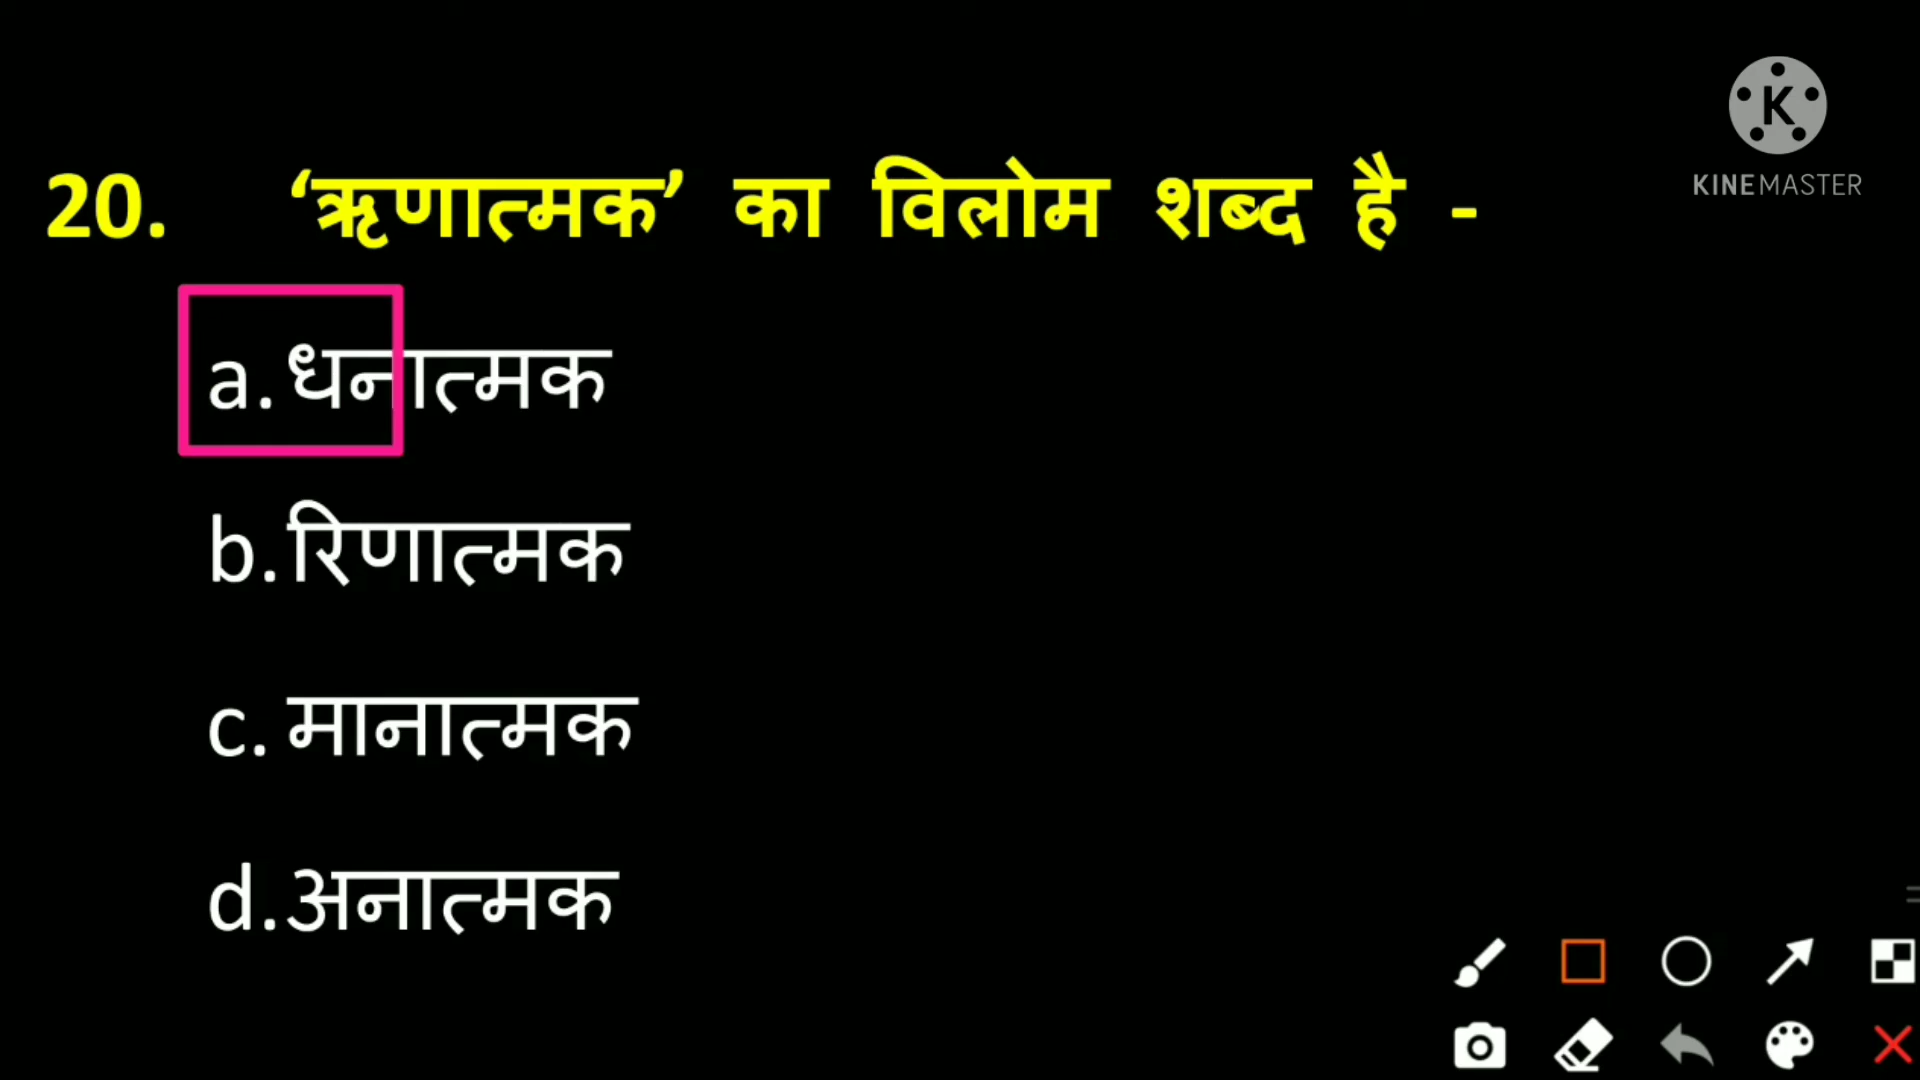 K
KINEMASTER
20. ‘ऋणात्मक’ का विलोम शब्द है -
a. धनात्मक
b. रिणात्मक
c. मानात्मक
d. अनात्मक